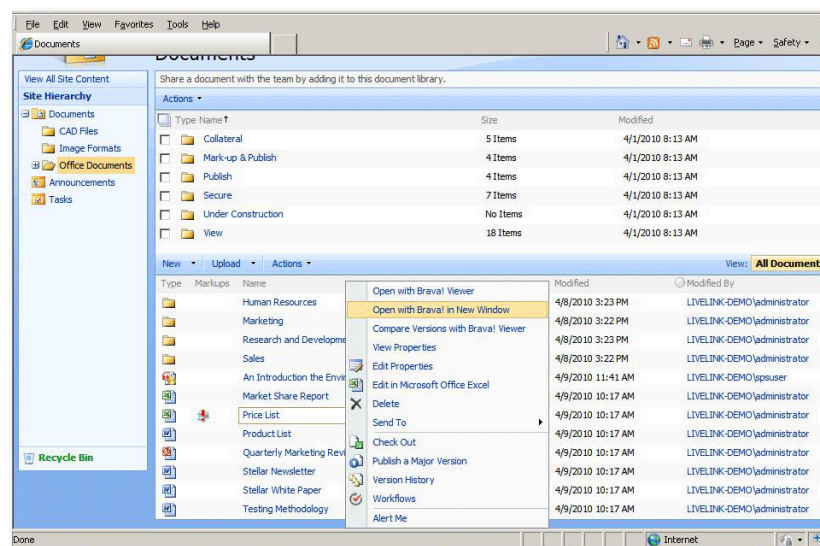 File Edit View Favorites Tools Help
Documents
Page Safety
Documents
View All Site Content
Share a document with the team by adding it to this document library.
Site Hierarchy
Actions
Documents
CAD Files
Image Formats
Office Documents
Announcements
Tasks
Recycle Bin
Type Name Size Modified
Collateral 5 Items 4/1/2010 8:13 AM
Mark-up & Publish 4 Items 4/1/2010 8:13 AM
Publish 4 Items 4/1/2010 8:13 AM
Secure 7 Items 4/1/2010 8:13 AM
Under Construction No Items 4/1/2010 8:13 AM
View 18 Items 4/1/2010 8:13 AM
New Upload Actions View: All Document
Type Markups Name Modified Modified By
Human Resources 4/8/2010 3:23 PM LIVELINK-DEMO\administrator
Marketing 4/8/2010 3:22 PM LIVELINK-DEMO\administrator
Research and Developme 4/8/2010 3:23 PM LIVELINK-DEMO\administrator
Sales 4/8/2010 3:22 PM LIVELINK-DEMO\administrator
An Introduction the Envir 4/9/2010 11:41 AM LIVELINK-DEMO\spsuser
Market Share Report 4/9/2010 10:17 AM LIVELINK-DEMO\administrator
Price List 4/9/2010 10:17 AM LIVELINK-DEMO\administrator
Product List 4/9/2010 10:17 AM LIVELINK-DEMO\administrator
Quarterly Marketing Revi 4/9/2010 10:17 AM LIVELINK-DEMO\administrator
Stellar Newsletter 4/9/2010 10:17 AM LIVELINK-DEMO\administrator
Stellar White Paper 4/9/2010 10:17 AM LIVELINK-DEMO\administrator
Testing Methodology 4/9/2010 10:17 AM LIVELINK-DEMO\administrator
Open with Brava! Viewer
Open with Brava! in New Window
Compare Versions with Brava! Viewer
View Properties
Edit Properties
Edit in Microsoft Office Excel
Delete
Send To
Check Out
Publish a Major Version
Version History
Workflows
Alert Me
Done Internet